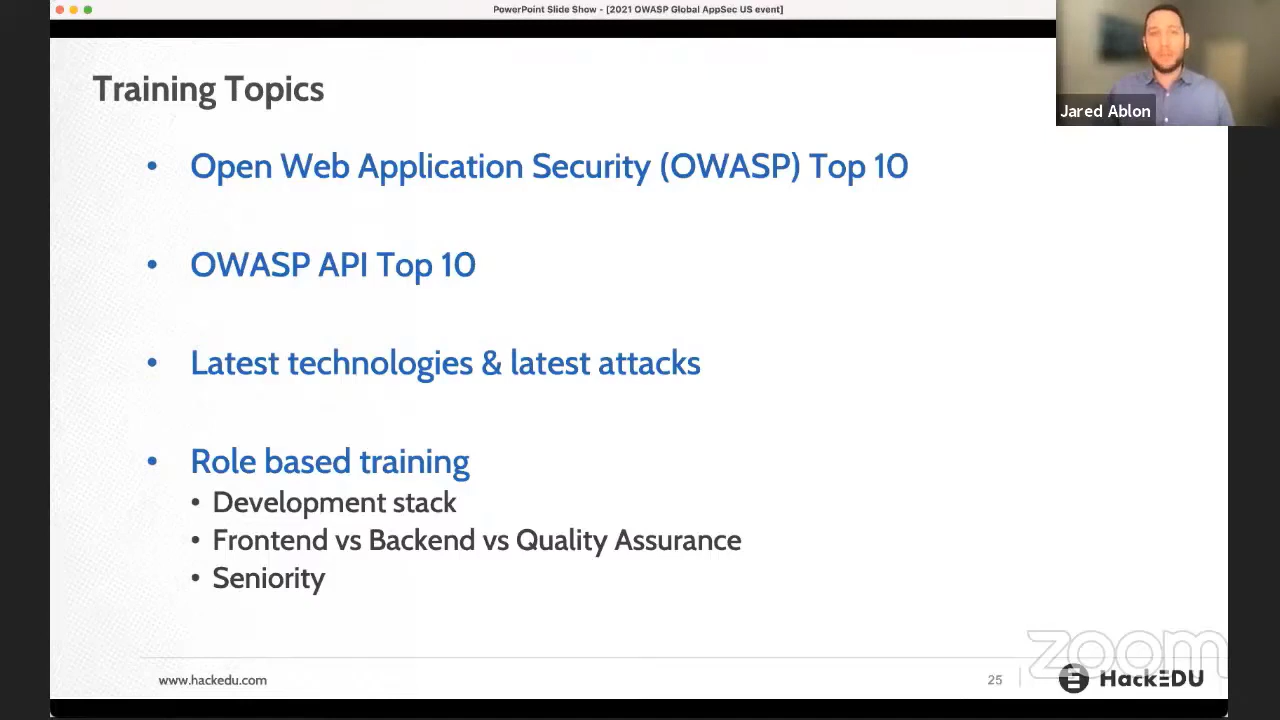 PowerPoint Slide Show - [2021 OWASP Global AppSec US event]
Training Topics
Jared Ablon
• Open Web Application Security (OWASP) Top 10
• OWASP API Top 10
• Latest technologies & latest attacks
• Role based training
• Development stack
• Frontend vs Backend vs Quality Assurance
• Seniority
zoom
www.hackedu.com
25
HackEDU